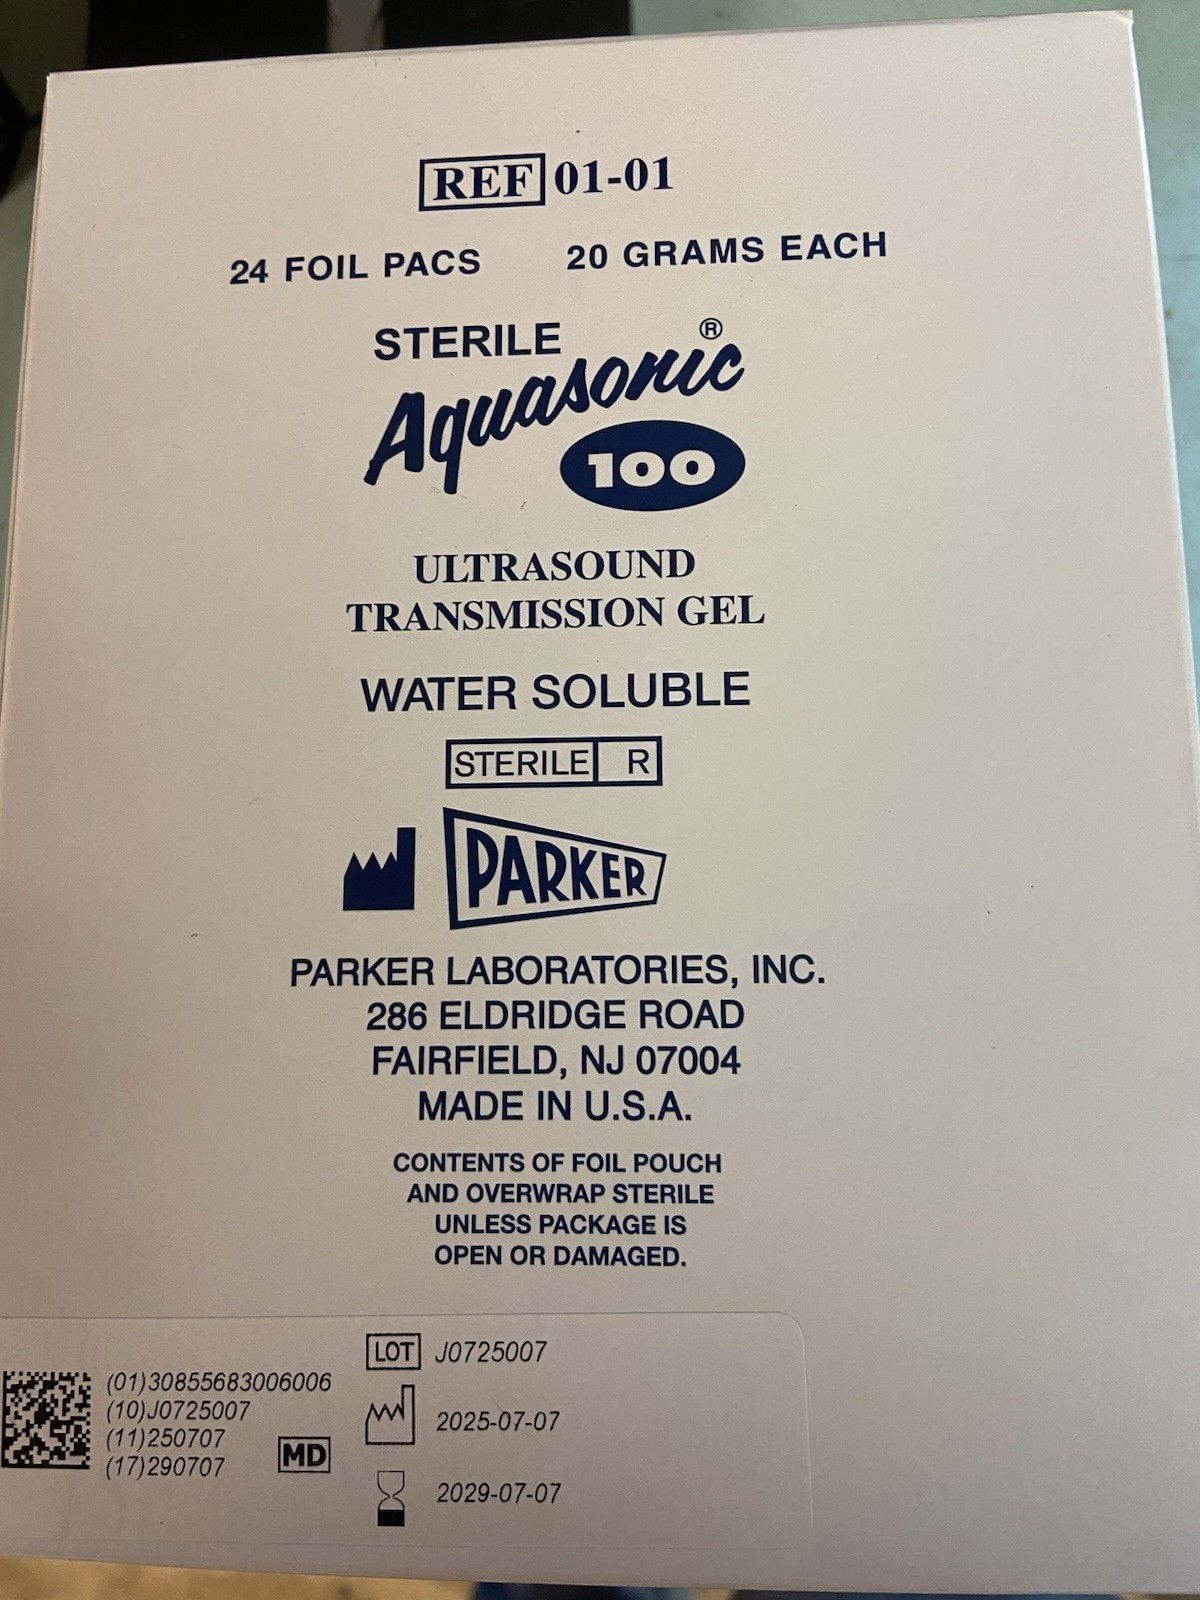 REF 01-01
24 FOIL PACS 20 GRAMS EACH
STERILE
Aquasonic®
100
ULTRASOUND
TRANSMISSION GEL
WATER SOLUBLE
STERILE R
PARKER
PARKER LABORATORIES, INC.
286 ELDRIDGE ROAD
FAIRFIELD, NJ 07004
MADE IN U.S.A.
CONTENTS OF FOIL POUCH
AND OVERWRAP STERILE
UNLESS PACKAGE IS
OPEN OR DAMAGED.
(01)30855683006006
(10)J0725007
(11)250707
(17)290707
MD
LOT J0725007
2025-07-07
2029-07-07